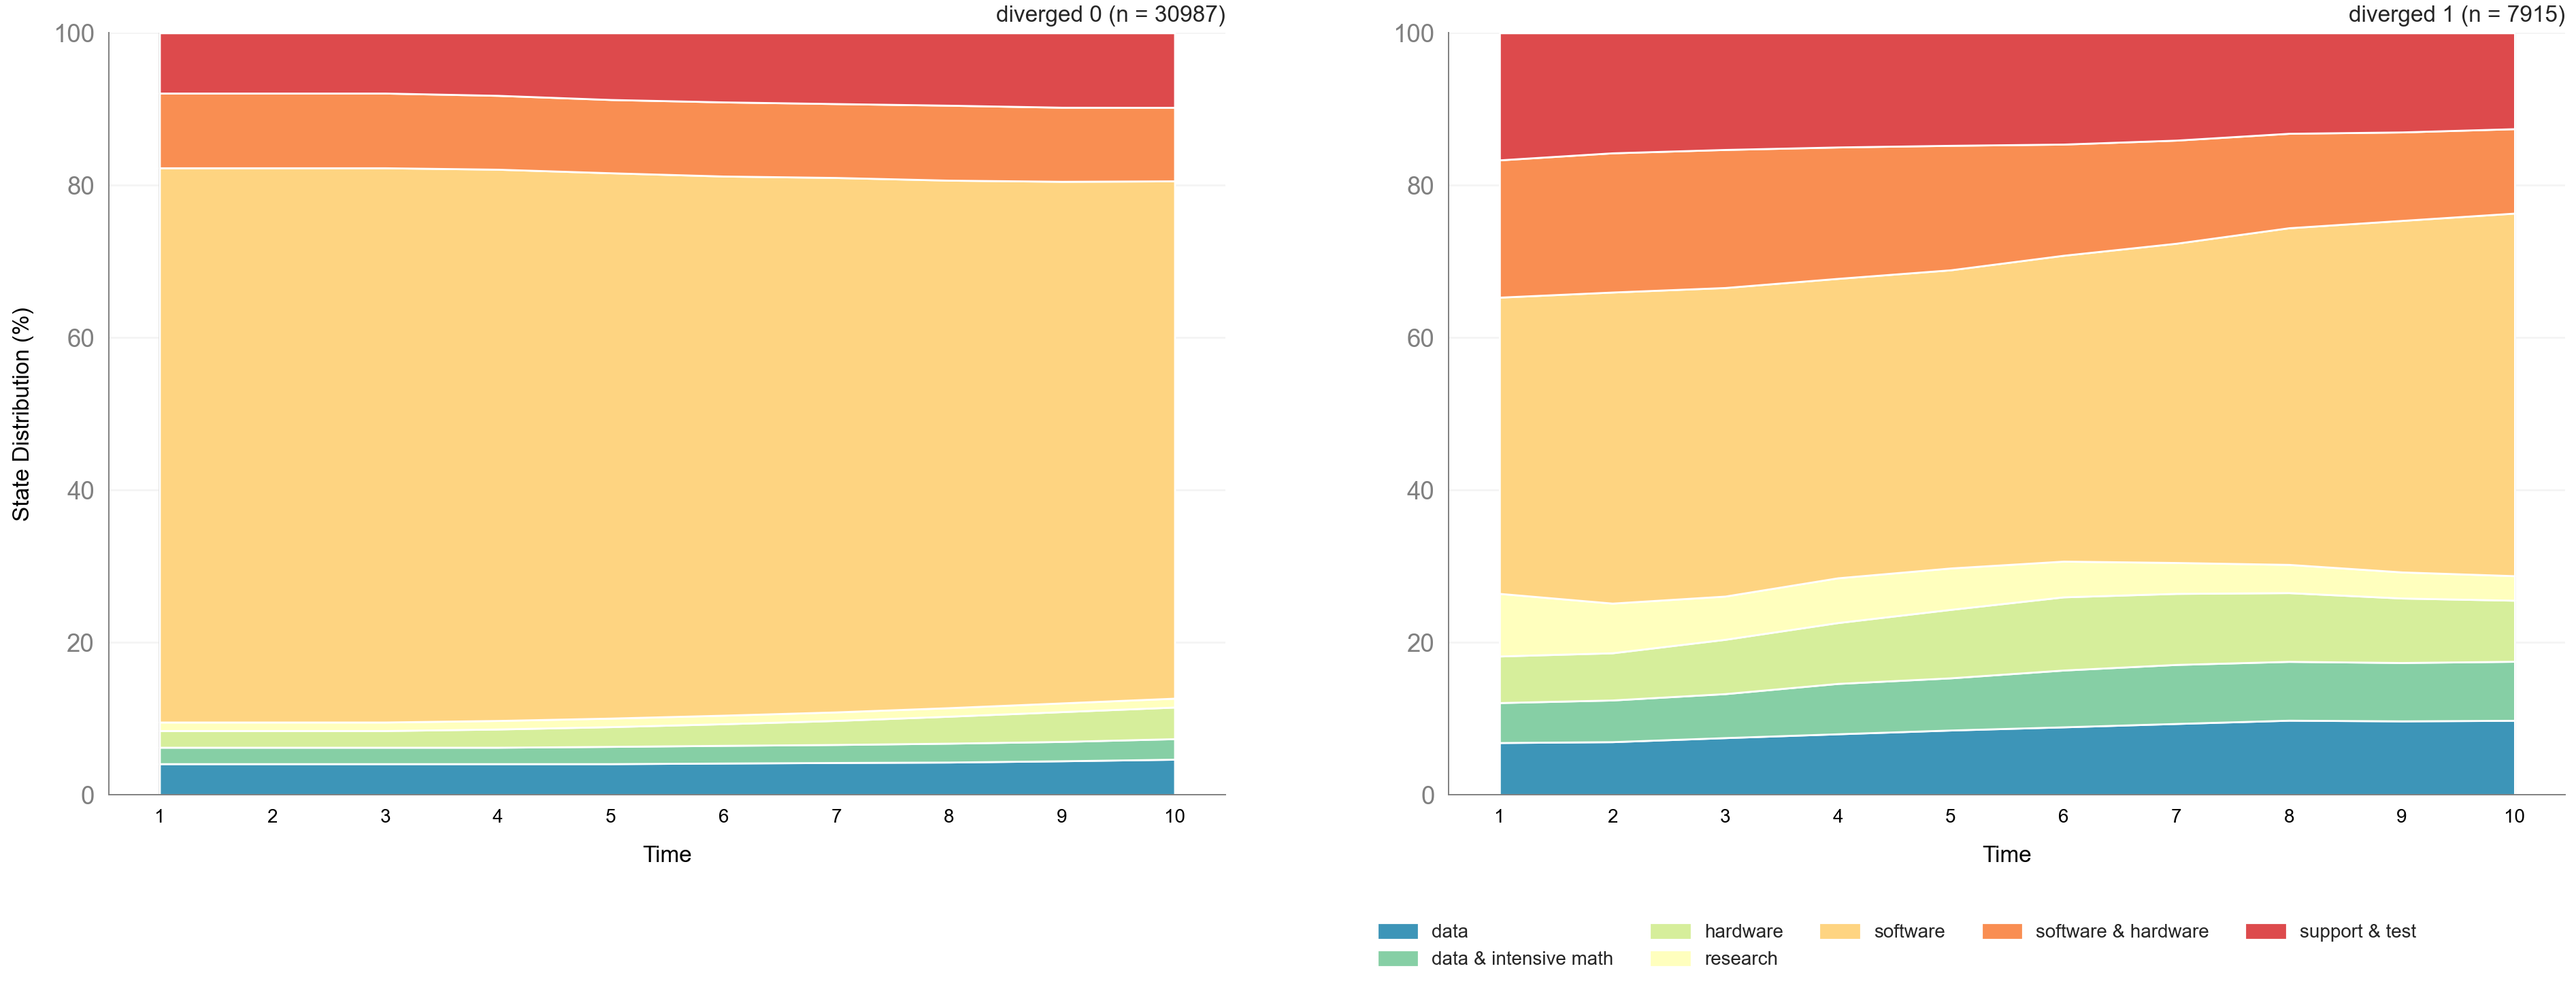 diverged 0 (n = 30987)
100
80
60
40
20
0
State Distribution (%)
1 2 3 4 5 6 7 8 9 10
Time
diverged 1 (n = 7915)
100
80
60
40
20
0
1 2 3 4 5 6 7 8 9 10
Time
data hardware software software & hardware support & test
data & intensive math research